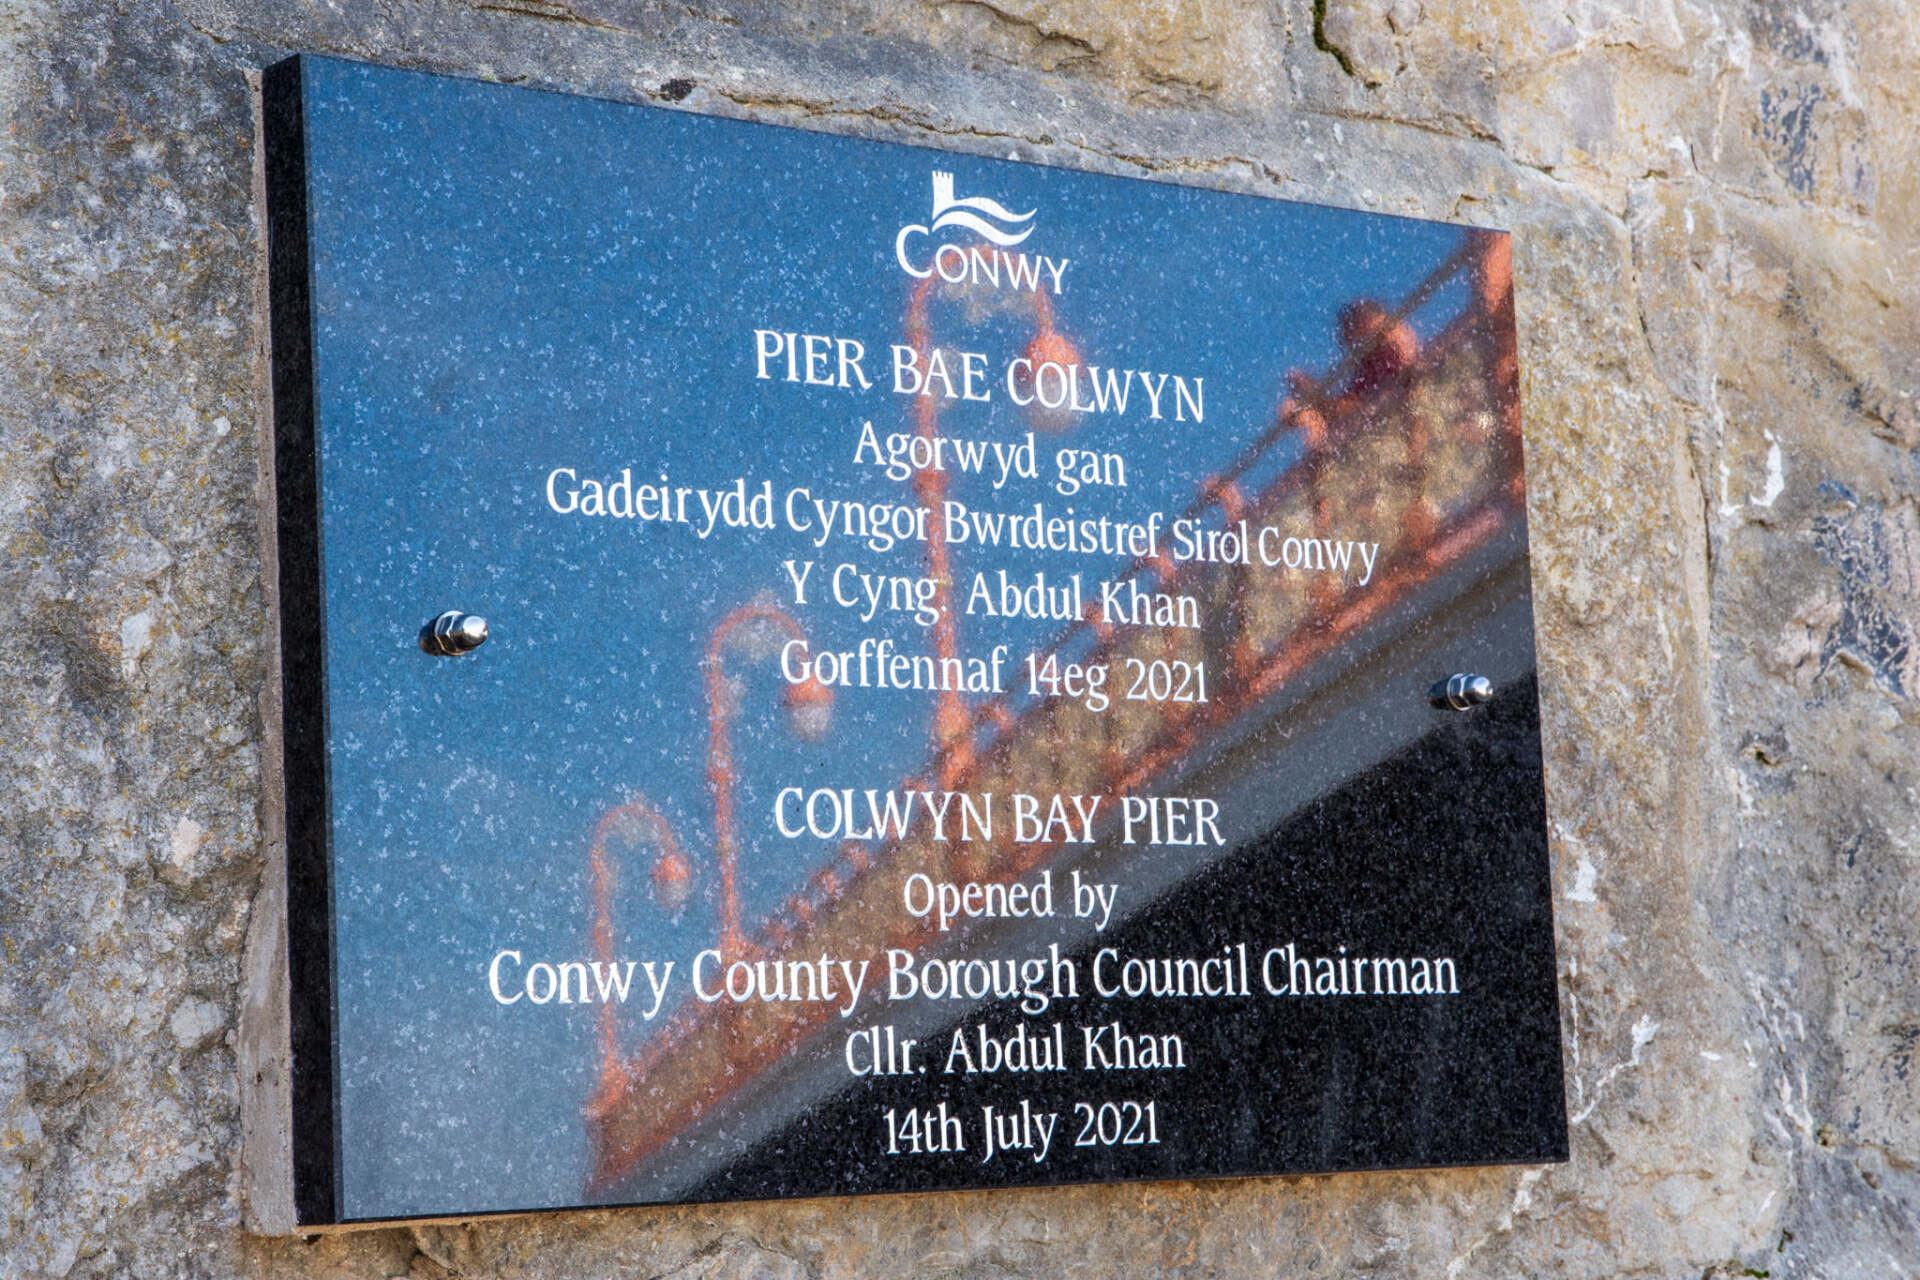 CONWY
PIER BAE COLWYN
Agorwyd gan
Gadeirydd Cyngor Bwrdeistref Sirol Conwy
Y Cyng. Abdul Khan
Gorffennaf 14eg 2021
COLWYN BAY PIER
Opened by
Conwy County Borough Council Chairman
Cllr. Abdul Khan
14th July 2021